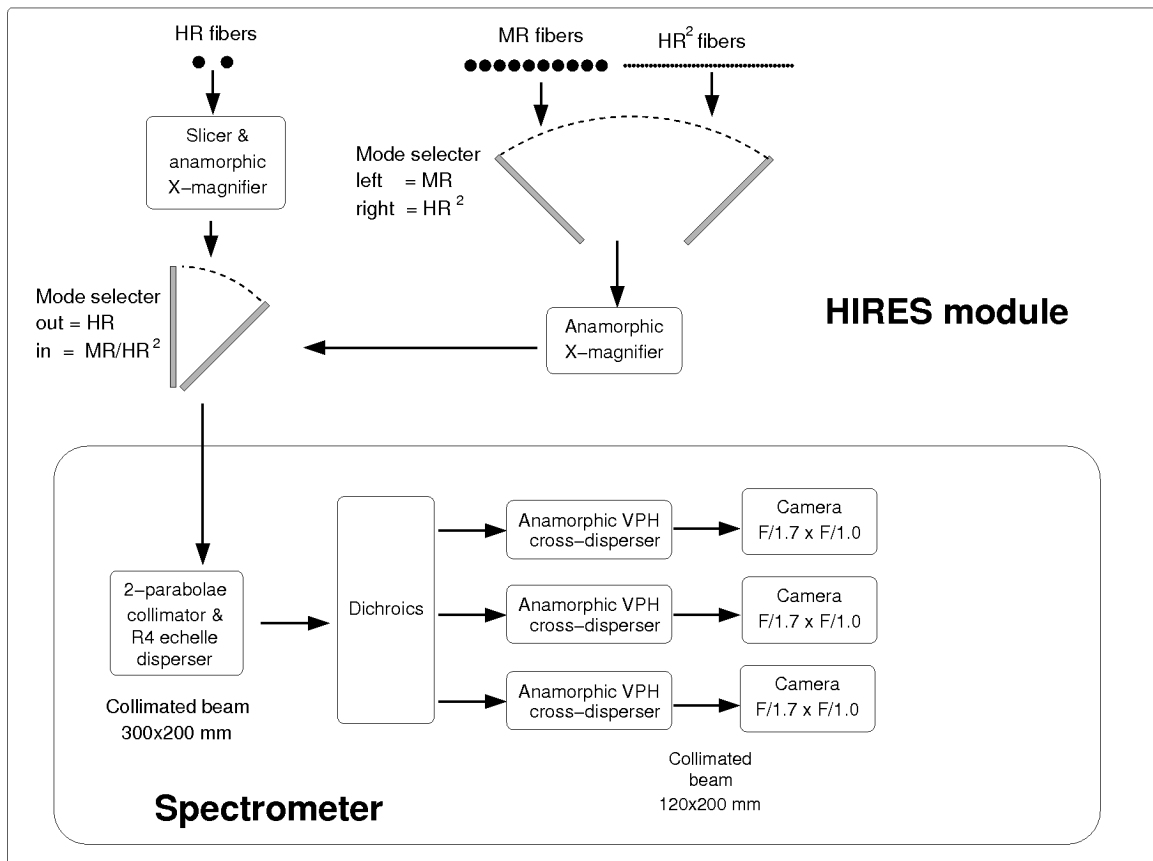 HR fibers
MR fibers
HR² fibers
Slicer &
anamorphic
X−magnifier
Mode selecter
left = MR
right = HR²
Mode selecter
out = HR
in = MR/HR²
Anamorphic
X−magnifier
HIRES module
2−parabolae
collimator &
R4 echelle
disperser
Collimated beam
300x200 mm
Dichroics
Anamorphic VPH
cross−disperser
Camera
F/1.7 x F/1.0
Anamorphic VPH
cross−disperser
Camera
F/1.7 x F/1.0
Anamorphic VPH
cross−disperser
Camera
F/1.7 x F/1.0
Collimated
beam
120x200 mm
Spectrometer